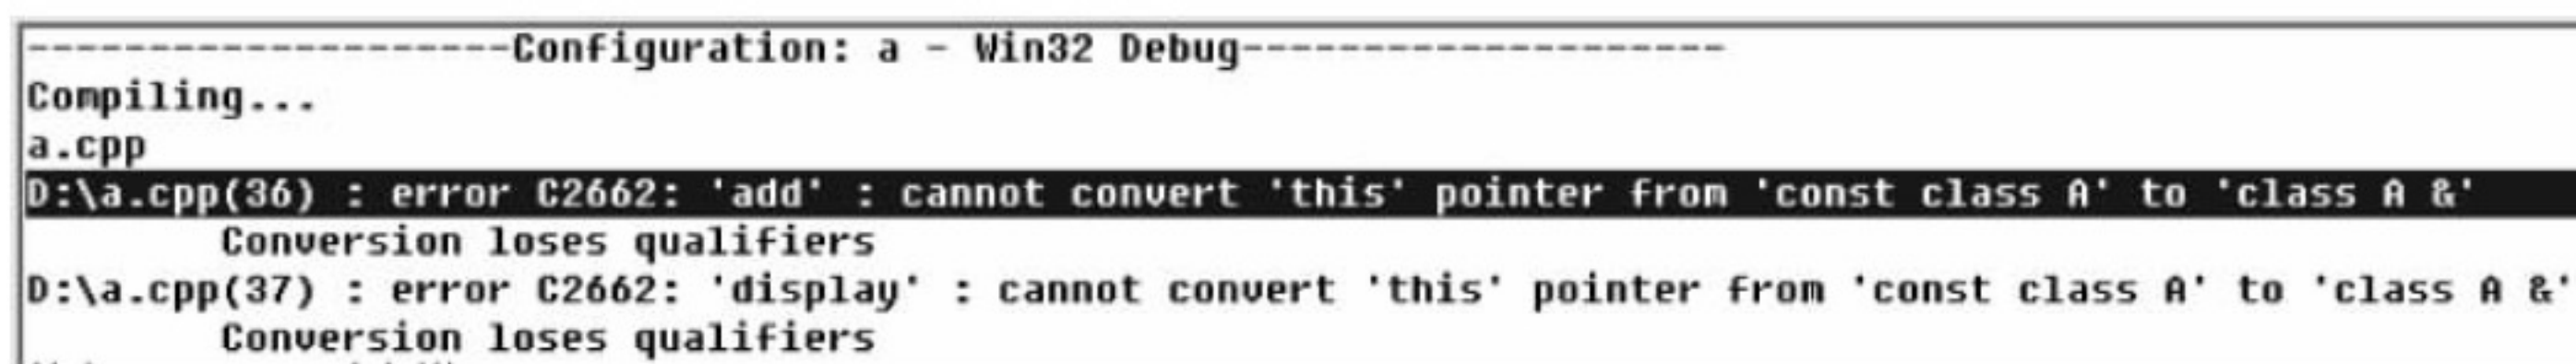 --------------------Configuration: a - Win32 Debug--------------------
Compiling...
a.cpp
D:\a.cpp(36) : error C2662: 'add' : cannot convert 'this' pointer from 'const class A' to 'class A &'
        Conversion loses qualifiers
D:\a.cpp(37) : error C2662: 'display' : cannot convert 'this' pointer from 'const class A' to 'class A &'
        Conversion loses qualifiers